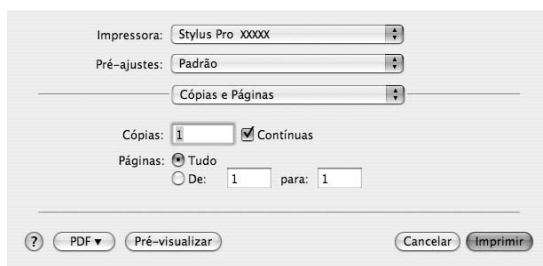 Impressora: Stylus Pro XXXXX
Pré-ajustes: Padrão
Cópias e Páginas
Cópias: 1 Contínuas
Páginas: Tudo
De: 1 para: 1
? PDF Pré-visualizar Cancelar Imprimir